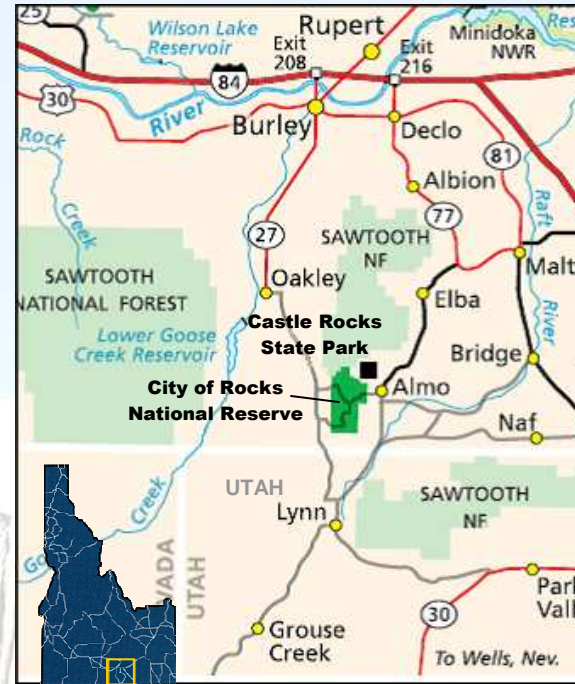 25
Wilson Lake
Reservoir
Rupert
Exit
208
Exit
216
Minidoka
NWR
84
30
River
Burley
Declo
81
Rock
Creek
Albion
77
Raft
River
27
SAWTOOTH
NF
SAWTOOTH
NATIONAL FOREST
Oakley
Malt
Elba
Lower Goose
Creek Reservoir
Castle Rocks
State Park
Bridge
City of Rocks
National Reserve
Almo
Naf
UTAH
Lynn
SAWTOOTH
NF
Creek
VADA
UTAH
Go
Park
Vall
30
Grouse
Creek
To Wells, Nev.